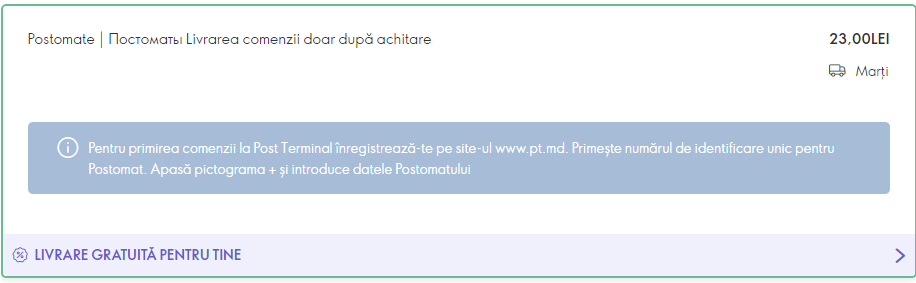 Postomate | Постоматы Livrarea comenzii doar după achitare
23,00LEI
Marți
Pentru primirea comenzii la Post Terminal înregistrează-te pe site-ul www.pt.md. Primește numărul de identificare unic pentru
Postomat. Apasă pictograma + și introduce datele Postomatului
LIVRARE GRATUITĂ PENTRU TINE